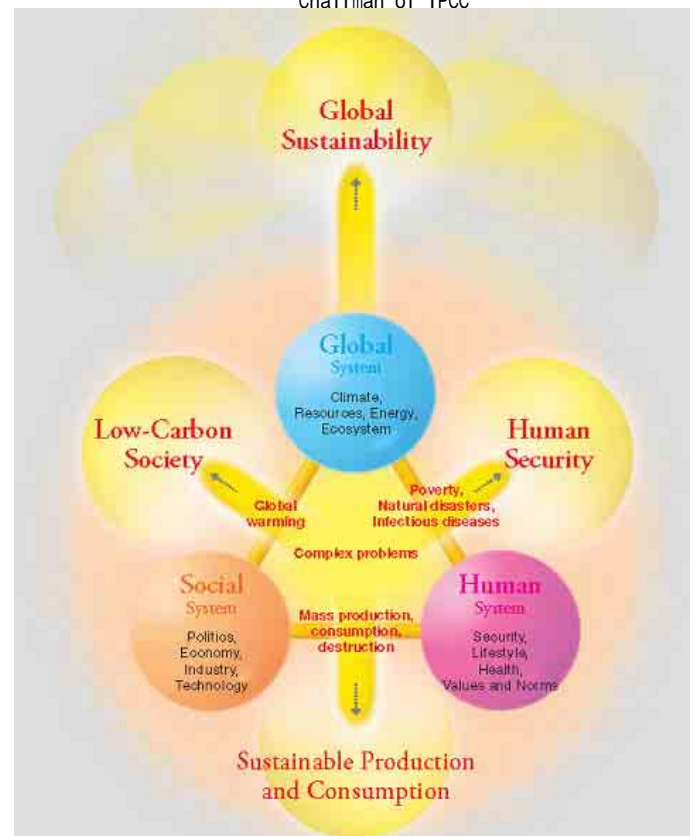 Chairman of IPCC
Global
Sustainability
Global
System
Climate,
Resources, Energy,
Ecosystem
Low-Carbon
Society
Human
Security
Global
warming
Poverty,
Natural disasters,
Infectious diseases
Complex problems
Social
System
Politics,
Economy,
Industry,
Technology
Mass production,
consumption,
destruction
Human
System
Security,
Lifestyle,
Health,
Values and Norms
Sustainable Production
and Consumption